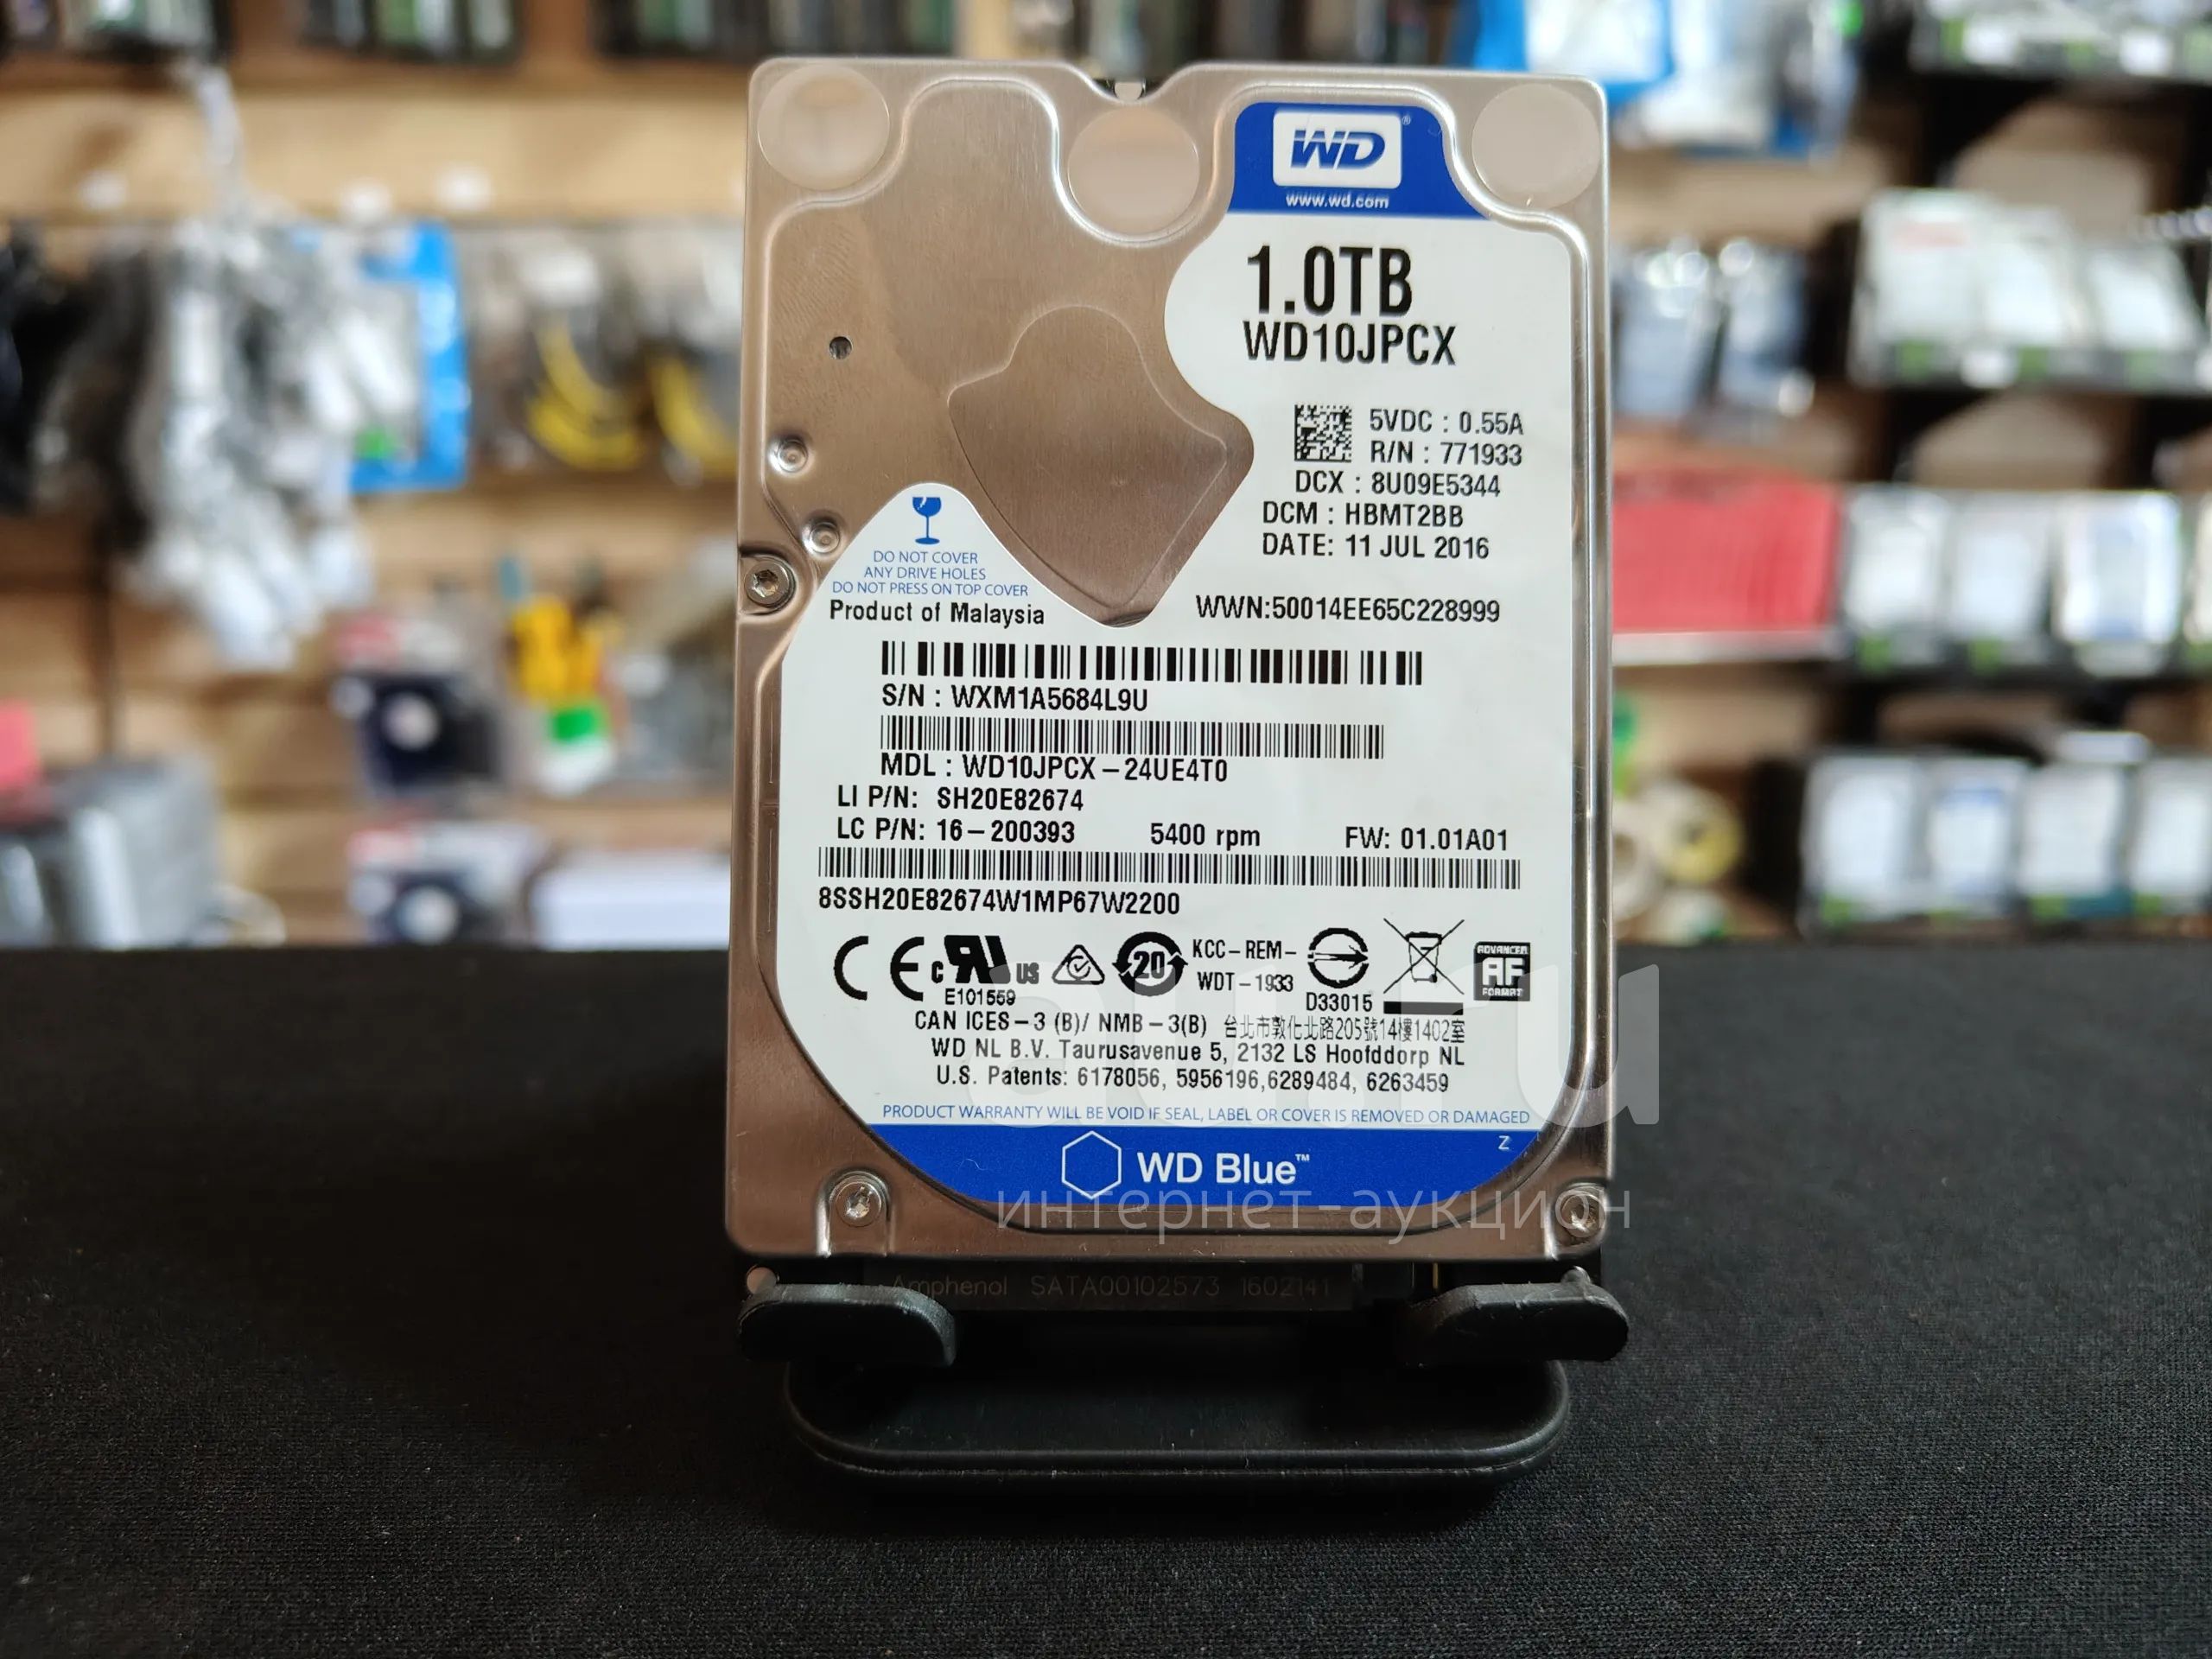 WD®
www.wd.com
1.0TB
WD10JPCX
5VDC : 0.55A
R/N : 771933
DCX : 8U09E5344
DCM : HBMT2BB
DATE: 11 JUL 2016
DO NOT COVER
ANY DRIVE HOLES
DO NOT PRESS ON TOP COVER
Product of Malaysia
WWN:50014EE65C228999
S/N : WXM1A5684L9U
MDL : WD10JPCX-24UE4T0
LI P/N: SH20E82674
LC P/N: 16-200393 5400 rpm FW: 01.01A01
8SSH20E82674W1MP67W2200
CE c RU US 20 KCC-REM-
WDT-1933
E101559
D33015
ADVANCED
AF
FORMAT
CAN ICES-3 (B)/ NMB-3(B) 台北市敦化北路205號14樓1402室
WD NL B.V. Taurusavenue 5, 2132 LS Hoofddorp NL
U.S. Patents: 6178056, 5956196,6289484, 6263459
PRODUCT WARRANTY WILL BE VOID IF SEAL, LABEL OR COVER IS REMOVED OR DAMAGED
Z
WD Blue™
au.ru
интернет-аукцион
Amphenol SATA00102573 1602141